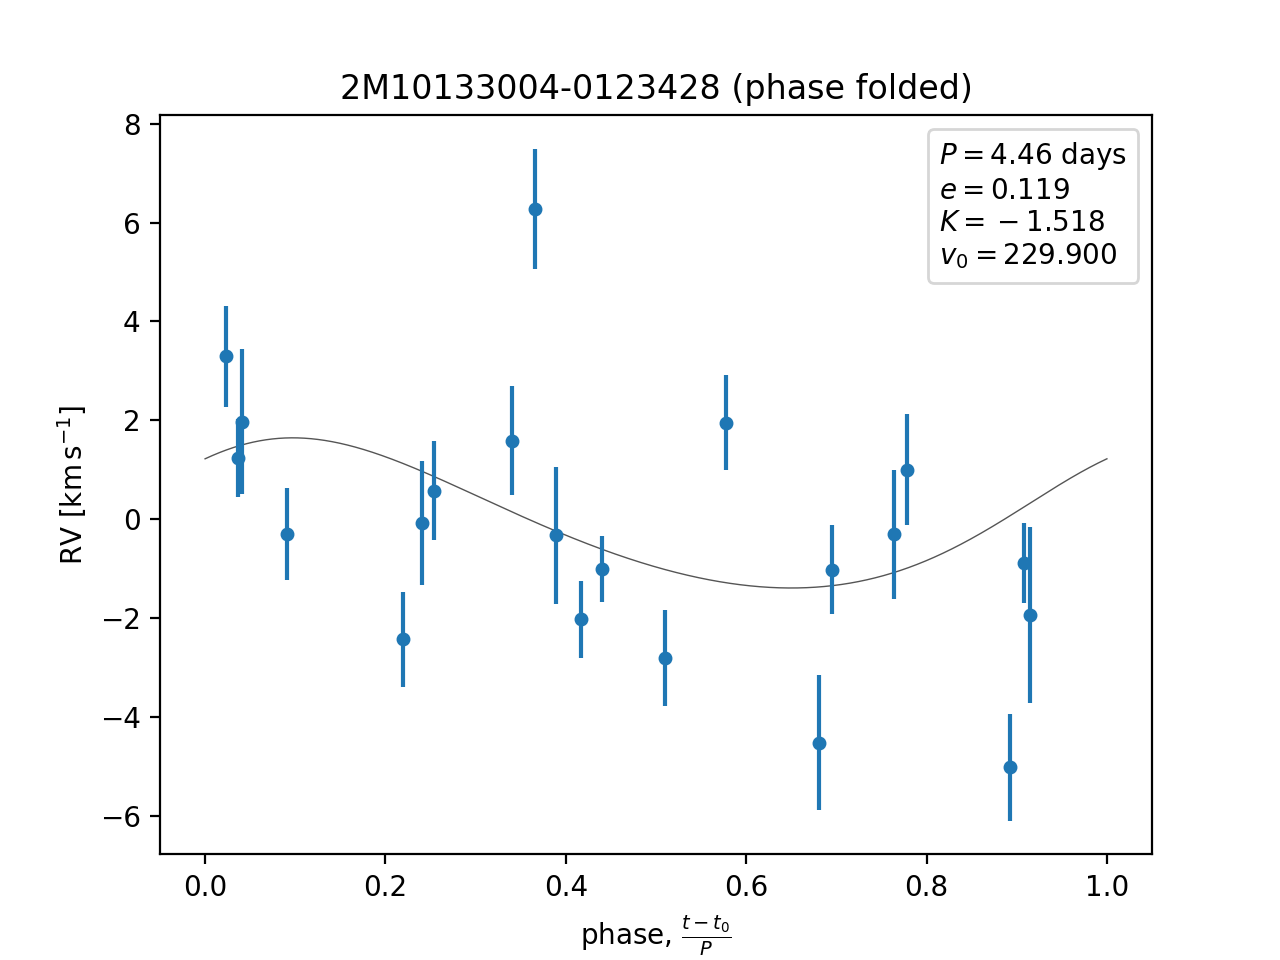 2M10133004-0123428 (phase folded)
P = 4.46 days
e = 0.119
K = −1.518
v₀ = 229.900
8
6
4
2
0
−2
−4
−6
RV [km s⁻¹]
0.0 0.2 0.4 0.6 0.8 1.0
phase, (t − t₀)/P